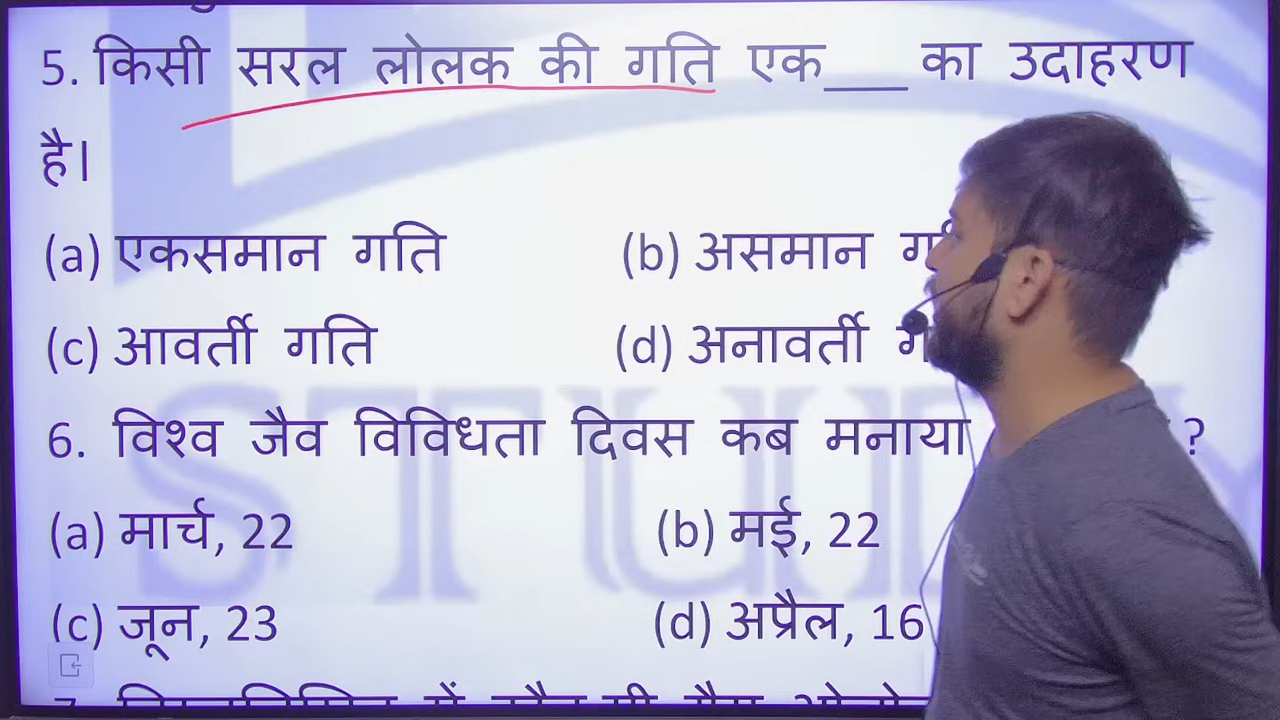 5. किसी सरल लोलक की गति एक___ का उदाहरण
है।
(a) एकसमान गति (b) असमान
(c) आवर्ती गति (d) अनावर्ती
6. विश्व जैव विविधता दिवस कब मनाया ?
(a) मार्च, 22 (b) मई, 22
(c) जून, 23 (d) अप्रैल, 16